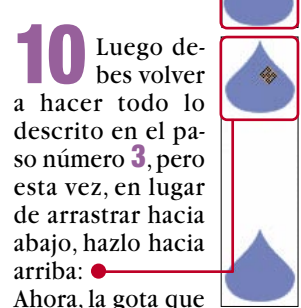 10 Luego de-
bes volver
a hacer todo lo
descrito en el pa-
so número 3, pero
esta vez, en lugar
de arrastrar hacia
abajo, hazlo hacia
arriba:
Ahora, la gota que